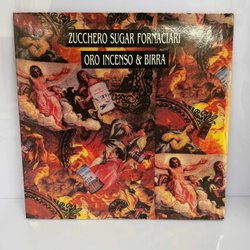 ZUCCHERO SUGAR FORNACIARI
ORO INCENSO & BIRRA